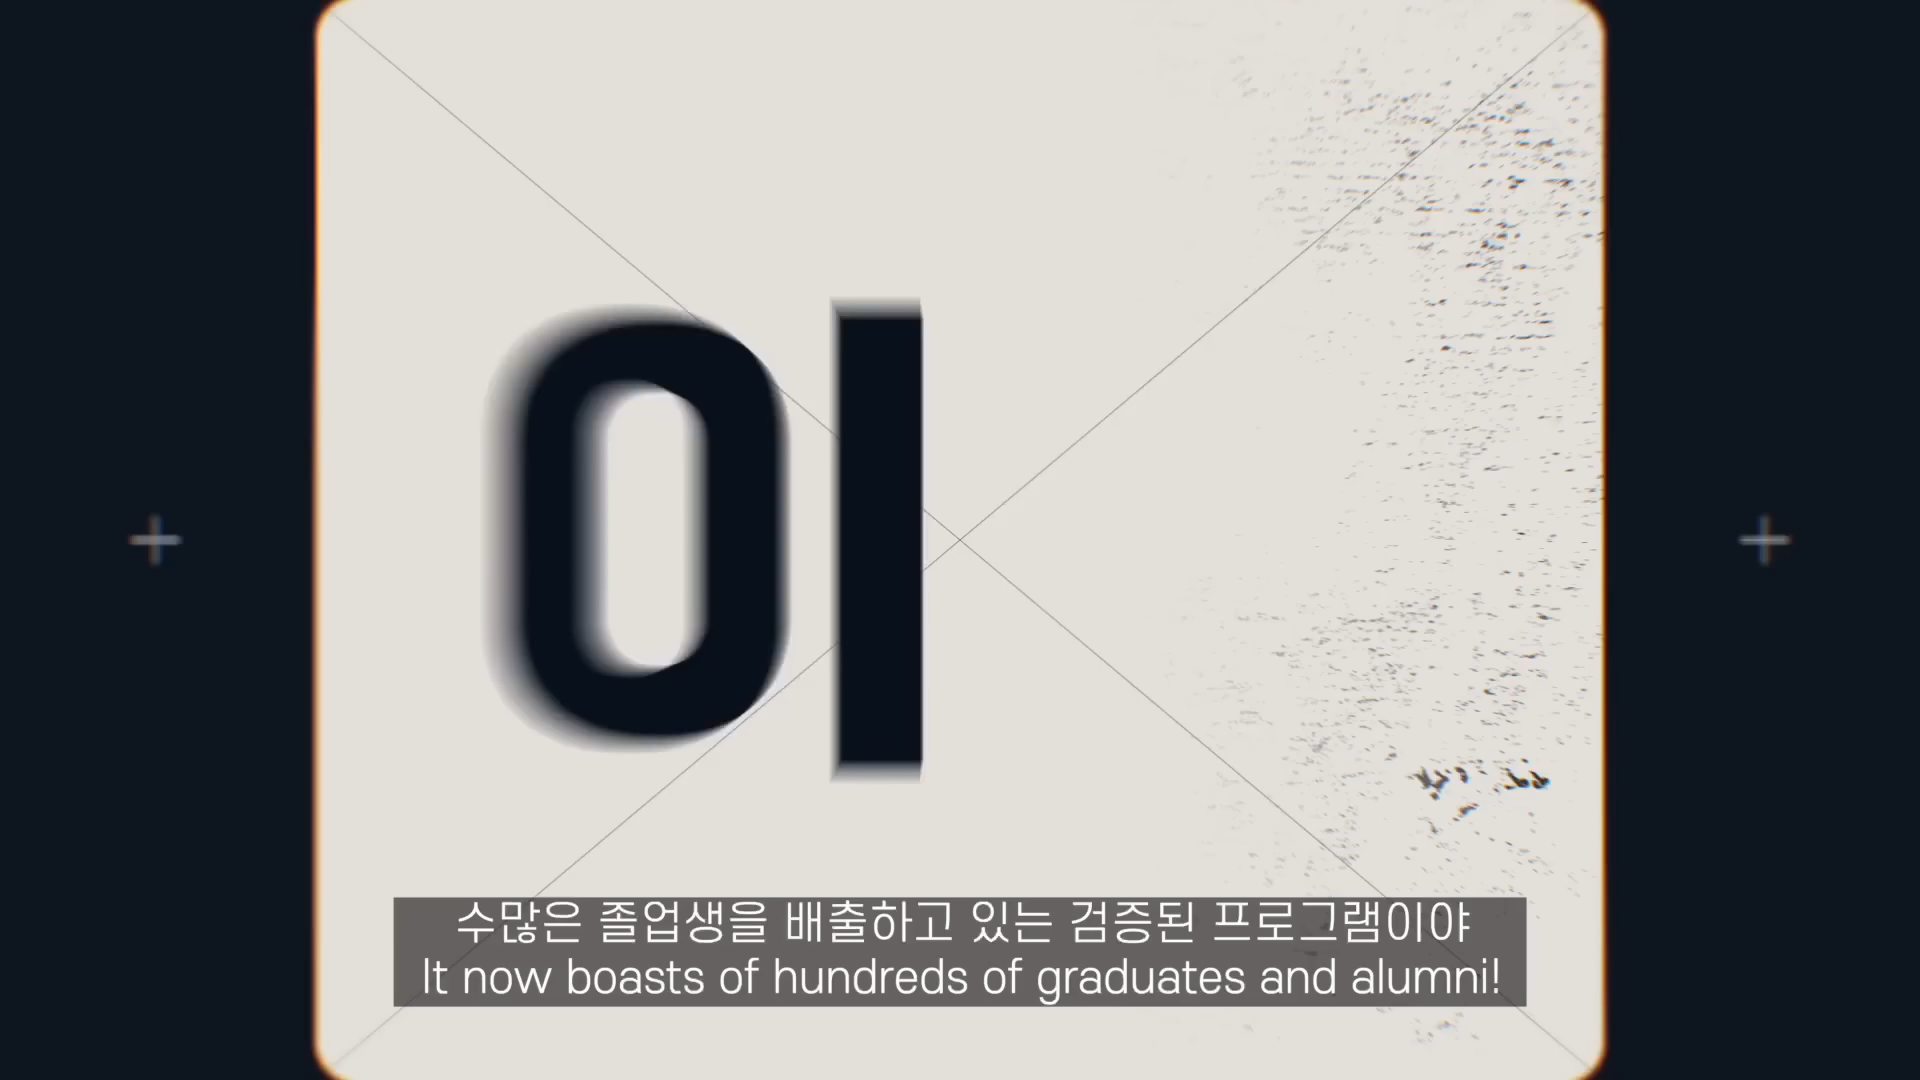 이
수많은 졸업생을 배출하고 있는 검증된 프로그램이야
It now boasts of hundreds of graduates and alumni!